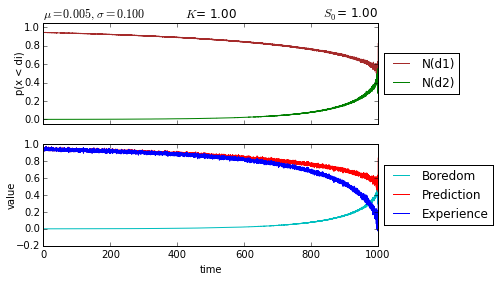 μ = 0.005, σ = 0.100 K = 1.00 S₀ = 1.00
1.0
0.8
0.6
0.4
0.2
0.0
p(x < di)
N(d1)
N(d2)
1.0
0.8
0.6
0.4
0.2
0.0
−0.2
value
Boredom
Prediction
Experience
0 200 400 600 800 1000
time